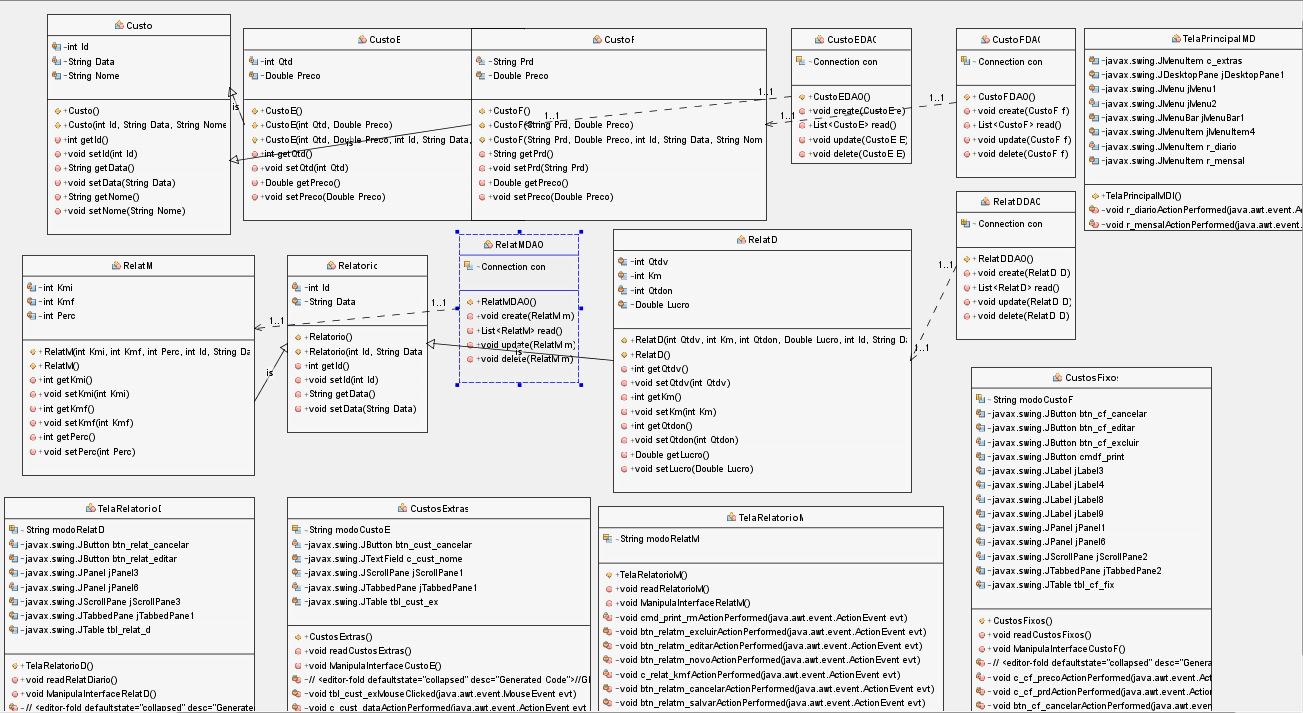 Custo
-int Id
-String Data
-String Nome
+Custo()
+Custo(int Id, String Data, String Nome
+int getId()
+void setId(int Id)
+String getData()
+void setData(String Data)
+String getNome()
+void setNome(String Nome)
is
CustoE
-int Qtd
-Double Preco
+CustoE()
+CustoE(int Qtd, Double Preco)
+CustoE(int Qtd, Double Preco, int Id, String Data,
+int getQtd()
+void setQtd(int Qtd)
+Double getPreco()
+void setPreco(Double Preco)
is
CustoF
-String Prd
-Double Preco
+CustoF()
+CustoF(String Prd, Double Preco)
+CustoF(String Prd, Double Preco, int Id, String Data, String Nom
+String getPrd()
+void setPrd(String Prd)
+Double getPreco()
+void setPreco(Double Preco)
1..1
1..1
1..1
1..1
CustoEDAO
-Connection con
+CustoEDAO()
+void create(CustoE e)
+List<CustoE> read()
+void update(CustoE E)
+void delete(CustoE E)
CustoFDAO
-Connection con
+CustoFDAO()
+void create(CustoF f)
+List<CustoF> read()
+void update(CustoF f)
+void delete(CustoF f)
TelaPrincipalMD
-javax.swing.JMenuItem c_extras
-javax.swing.JDesktopPane jDesktopPane1
-javax.swing.JMenu jMenu1
-javax.swing.JMenu jMenu2
-javax.swing.JMenuBar jMenuBar1
-javax.swing.JMenuItem jMenuItem4
-javax.swing.JMenuItem r_diario
-javax.swing.JMenuItem r_mensal
+TelaPrincipalMDI()
-void r_diarioActionPerformed(java.awt.event.A
-void r_mensalActionPerformed(java.awt.event.
RelatM
-int Kmi
-int Kmf
-int Perc
+RelatM(int Kmi, int Kmf, int Perc, int Id, String Da
+RelatM()
+int getKmi()
+void setKmi(int Kmi)
+int getKmf()
+void setKmf(int Kmf)
+int getPerc()
+void setPerc(int Perc)
1..1
is
Relatorio
-int Id
-String Data
+Relatorio()
+Relatorio(int Id, String Data
+int getId()
+void setId(int Id)
+String getData()
+void setData(String Data)
1..1
RelatMDAO
-Connection con
+RelatMDAO()
+void create(RelatM m)
+List<RelatM> read()
+void update(RelatM m)
is
+void delete(RelatM m)
RelatD
-int Qtdv
-int Km
-int Qtdon
-Double Lucro
+RelatD(int Qtdv, int Km, int Qtdon, Double Lucro, int Id, String D
+RelatD()
+int getQtdv()
+void setQtdv(int Qtdv)
+int getKm()
+void setKm(int Km)
+int getQtdon()
+void setQtdon(int Qtdon)
+Double getLucro()
+void setLucro(Double Lucro)
1..1
1..1
RelatDDAO
-Connection con
+RelatDDAO()
+void create(RelatD D)
+List<RelatD> read()
+void update(RelatD D)
+void delete(RelatD D)
TelaRelatorioD
-String modoRelatD
-javax.swing.JButton btn_relat_cancelar
-javax.swing.JButton btn_relat_editar
-javax.swing.JPanel jPanel3
-javax.swing.JPanel jPanel6
-javax.swing.JScrollPane jScrollPane3
-javax.swing.JTabbedPane jTabbedPane1
-javax.swing.JTable tbl_relat_d
+TelaRelatorioD()
+void readRelatDiario()
+void ManipulaInterfaceRelatD()
-// <editor-fold defaultstate="collapsed" desc="Genera
CustosExtras
-String modoCustoE
-javax.swing.JButton btn_cust_cancelar
-javax.swing.JTextField c_cust_nome
-javax.swing.JScrollPane jScrollPane1
-javax.swing.JTabbedPane jTabbedPane1
-javax.swing.JTable tbl_cust_ex
+CustosExtras()
+void readCustosExtras()
+void ManipulaInterfaceCustoE()
-// <editor-fold defaultstate="collapsed" desc="Generated Code">//GI
-void tbl_cust_exMouseClicked(java.awt.event.MouseEvent evt)
-void c_cust_dataActionPerformed(java.awt.event.ActionEvent evt)
TelaRelatorioM
-String modoRelatM
+TelaRelatorioM()
+void readRelatorioM()
+void ManipulaInterfaceRelatM()
-void cmd_print_rmActionPerformed(java.awt.event.ActionEvent evt)
-void btn_relatm_excluirActionPerformed(java.awt.event.ActionEvent evt)
-void btn_relatm_editarActionPerformed(java.awt.event.ActionEvent evt)
-void btn_relatm_novoActionPerformed(java.awt.event.ActionEvent evt)
-void c_relat_kmfActionPerformed(java.awt.event.ActionEvent evt)
-void btn_relatm_cancelarActionPerformed(java.awt.event.ActionEvent evt)
-void btn_relatm_salvarActionPerformed(java.awt.event.ActionEvent evt)
CustosFixos
-String modoCustoF
-javax.swing.JButton btn_cf_cancelar
-javax.swing.JButton btn_cf_editar
-javax.swing.JButton btn_cf_excluir
-javax.swing.JButton cmdf_print
-javax.swing.JLabel jLabel3
-javax.swing.JLabel jLabel4
-javax.swing.JLabel jLabel8
-javax.swing.JLabel jLabel9
-javax.swing.JPanel jPanel1
-javax.swing.JPanel jPanel6
-javax.swing.JScrollPane jScrollPane2
-javax.swing.JTabbedPane jTabbedPane2
-javax.swing.JTable tbl_cf_fix
+CustosFixos()
+void readCustosFixos()
+void ManipulaInterfaceCustoF()
-// <editor-fold defaultstate="collapsed" desc="Genera
-void c_cf_precoActionPerformed(java.awt.event.Act
-void c_cf_prdActionPerformed(java.awt.event.Action
-void btn_cf_cancelarActionPerformed(java.awt.ever